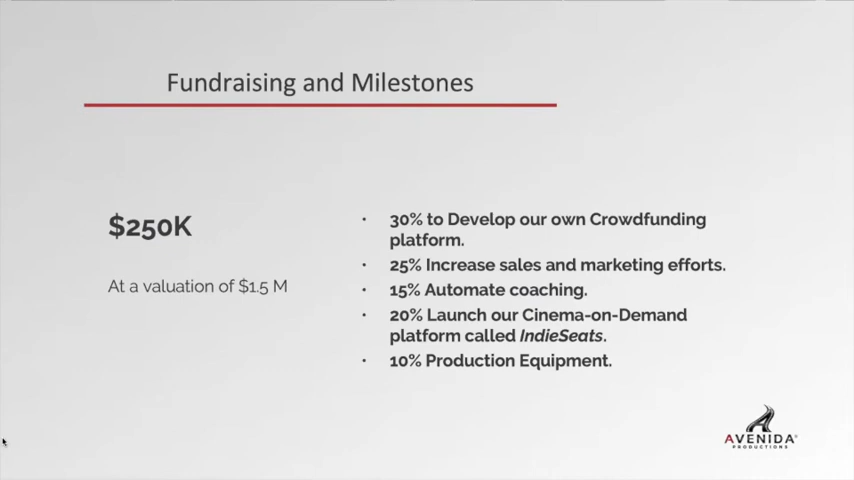 Fundraising and Milestones
$250K
At a valuation of $1.5 M
• 30% to Develop our own Crowdfunding
platform.
• 25% Increase sales and marketing efforts.
• 15% Automate coaching.
• 20% Launch our Cinema-on-Demand
platform called IndieSeats.
• 10% Production Equipment.
AVENIDA®
PRODUCTIONS